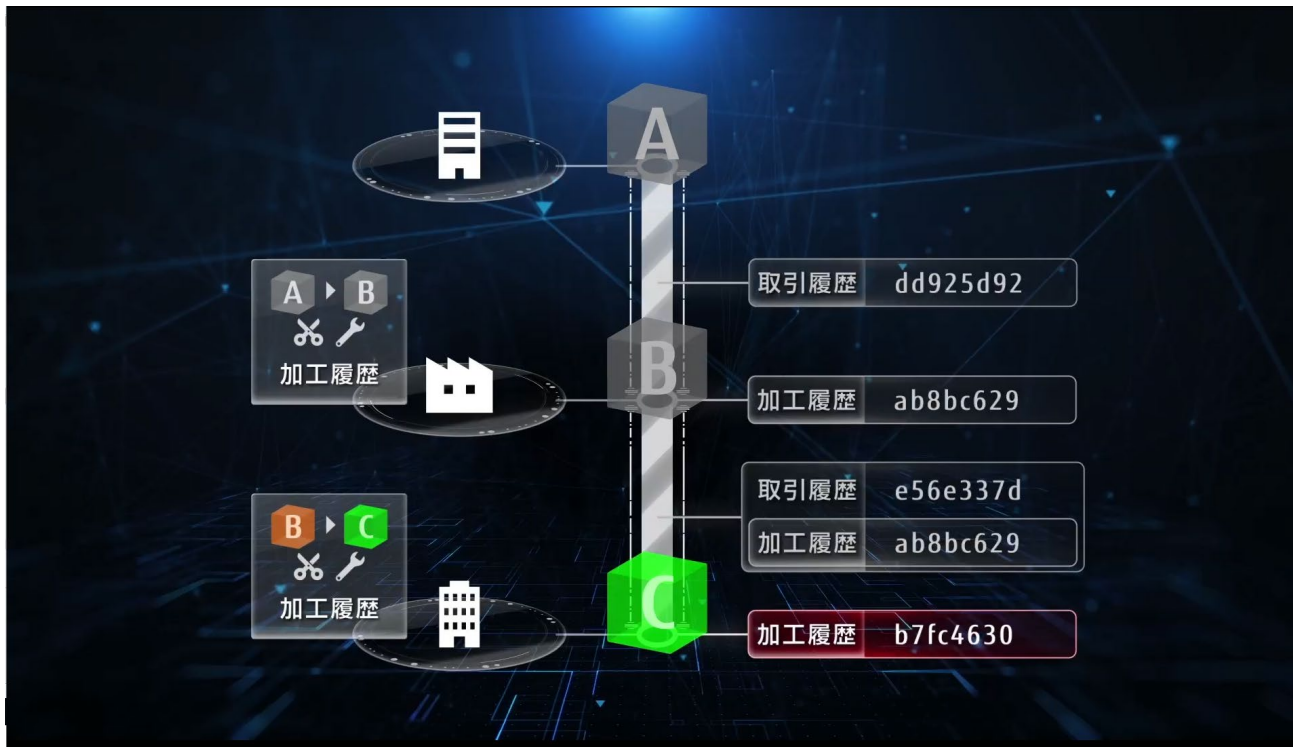 A
取引履歴 dd925d92
A B
加工履歴
B
加工履歴 ab8bc629
取引履歴 e56e337d
加工履歴 ab8bc629
B C
加工履歴
C
加工履歴 b7fc4630